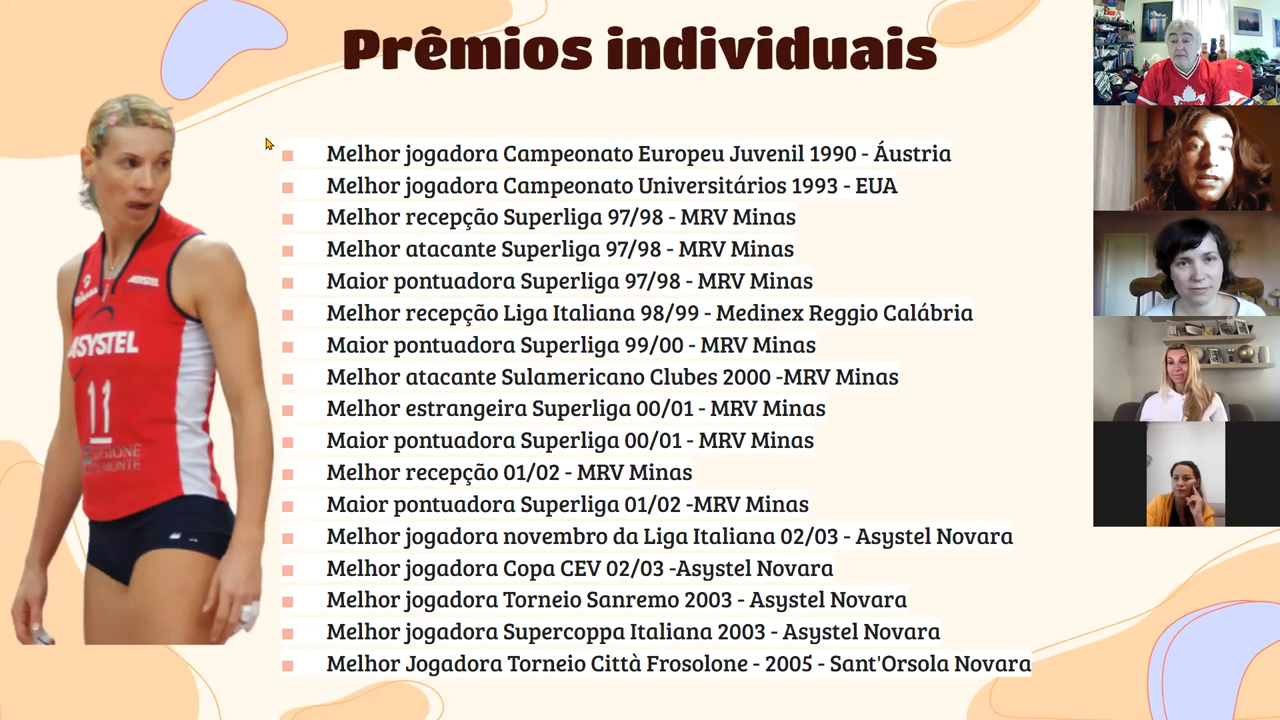 Prêmios individuais
Melhor jogadora Campeonato Europeu Juvenil 1990 - Áustria
Melhor jogadora Campeonato Universitários 1993 - EUA
Melhor recepção Superliga 97/98 - MRV Minas
Melhor atacante Superliga 97/98 - MRV Minas
Maior pontuadora Superliga 97/98 - MRV Minas
Melhor recepção Liga Italiana 98/99 - Medinex Reggio Calábria
Maior pontuadora Superliga 99/00 - MRV Minas
Melhor atacante Sulamericano Clubes 2000 -MRV Minas
Melhor estrangeira Superliga 00/01 - MRV Minas
Maior pontuadora Superliga 00/01 - MRV Minas
Melhor recepção 01/02 - MRV Minas
Maior pontuadora Superliga 01/02 -MRV Minas
Melhor jogadora novembro da Liga Italiana 02/03 - Asystel Novara
Melhor jogadora Copa CEV 02/03 -Asystel Novara
Melhor jogadora Torneio Sanremo 2003 - Asystel Novara
Melhor jogadora Supercoppa Italiana 2003 - Asystel Novara
Melhor Jogadora Torneio Città Frosolone - 2005 - Sant'Orsola Novara
ASYSTEL
ASYSTEL
11